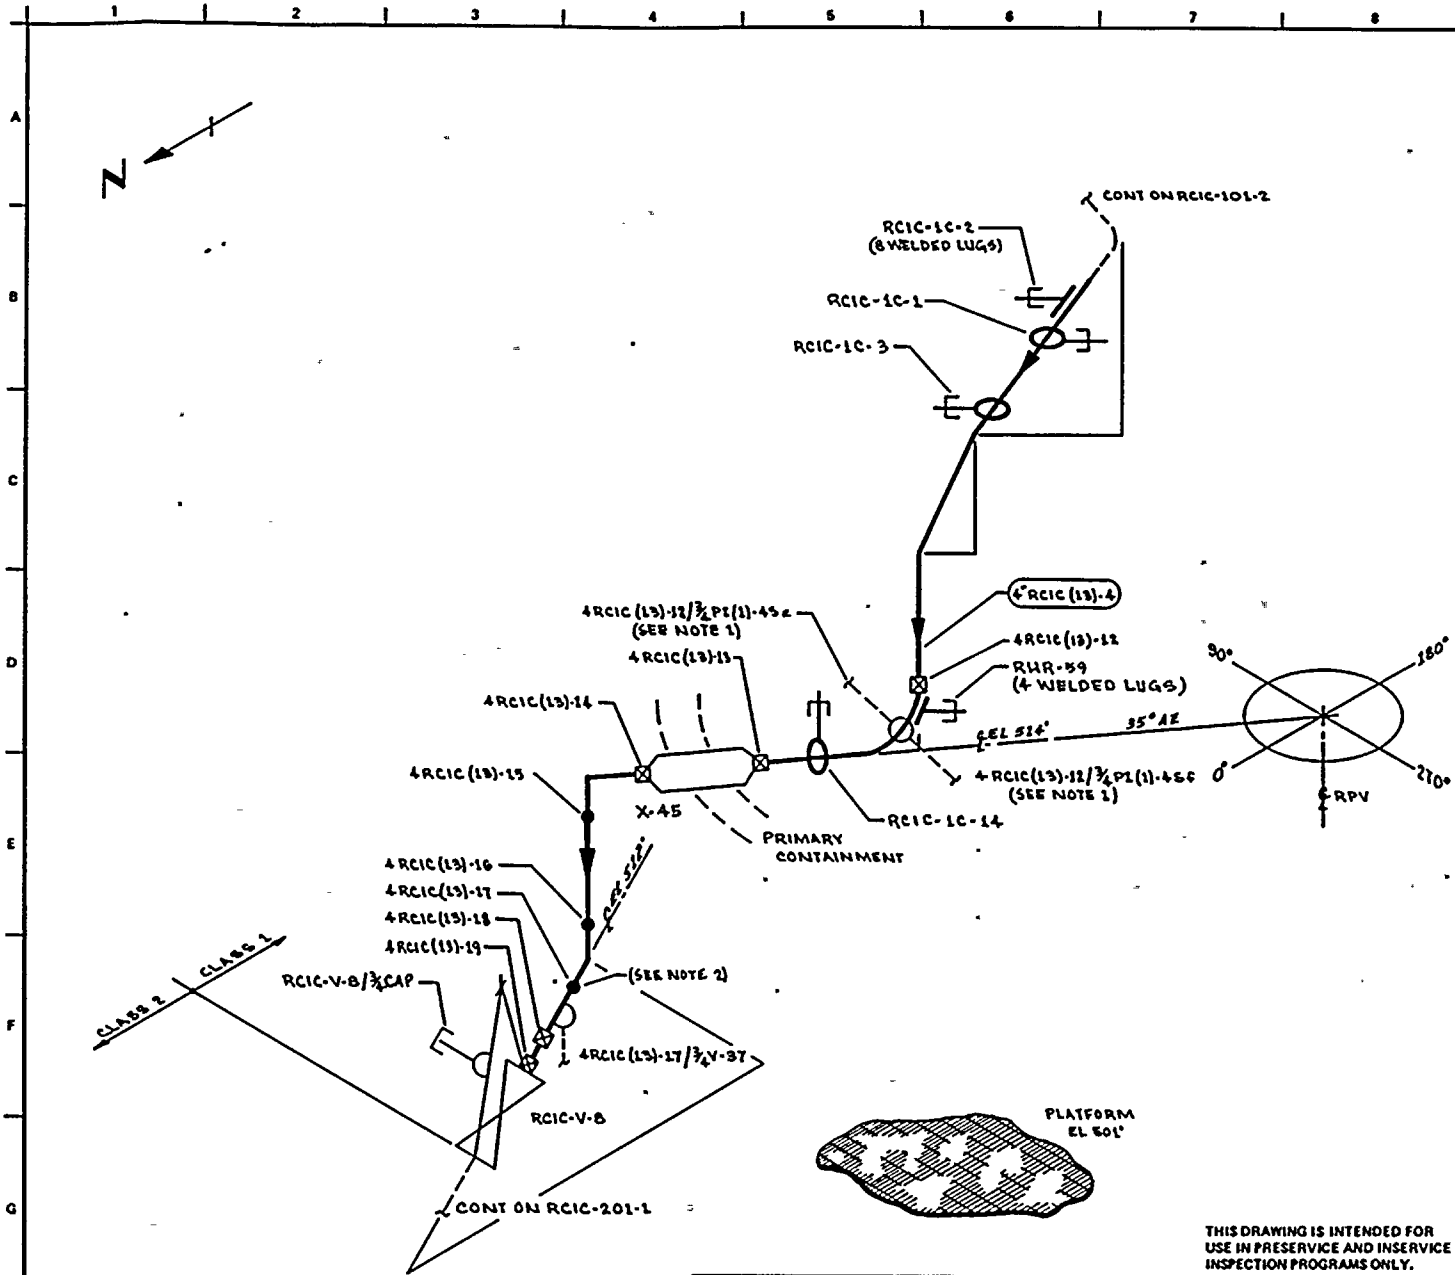 1 2 3 4 5 6 7 8
A
N
CONT ON RCIC-101-2
RCIC-1C-2
(8 WELDED LUGS)
B
RCIC-1C-1
RCIC-1C-3
C
4"RCIC(13)-4
4RCIC(13)-12/¾PI(1)-45e
(SEE NOTE 1)
4RCIC(13)-12
D
4RCIC(13)-13
RHR-59
(4 WELDED LUGS)
90°
180°
4RCIC(13)-14
℄ EL 514'
35° AZ
0°
270°
4RCIC(13)-15
4RCIC(13)-12/¾PI(1)-45f
(SEE NOTE 1)
℄ RPV
X-45
RCIC-1C-14
E
PRIMARY
CONTAINMENT
4RCIC(13)-16
℄ EL 512'
4RCIC(13)-17
4RCIC(13)-18
4RCIC(13)-19
CLASS 1
CLASS 2
RCIC-V-8/¾CAP
(SEE NOTE 2)
F
4RCIC(13)-17/¾V-37
RCIC-V-8
PLATFORM
EL 501'
G
CONT ON RCIC-201-1
THIS DRAWING IS INTENDED FOR
USE IN PRESERVICE AND INSERVICE
INSPECTION PROGRAMS ONLY.